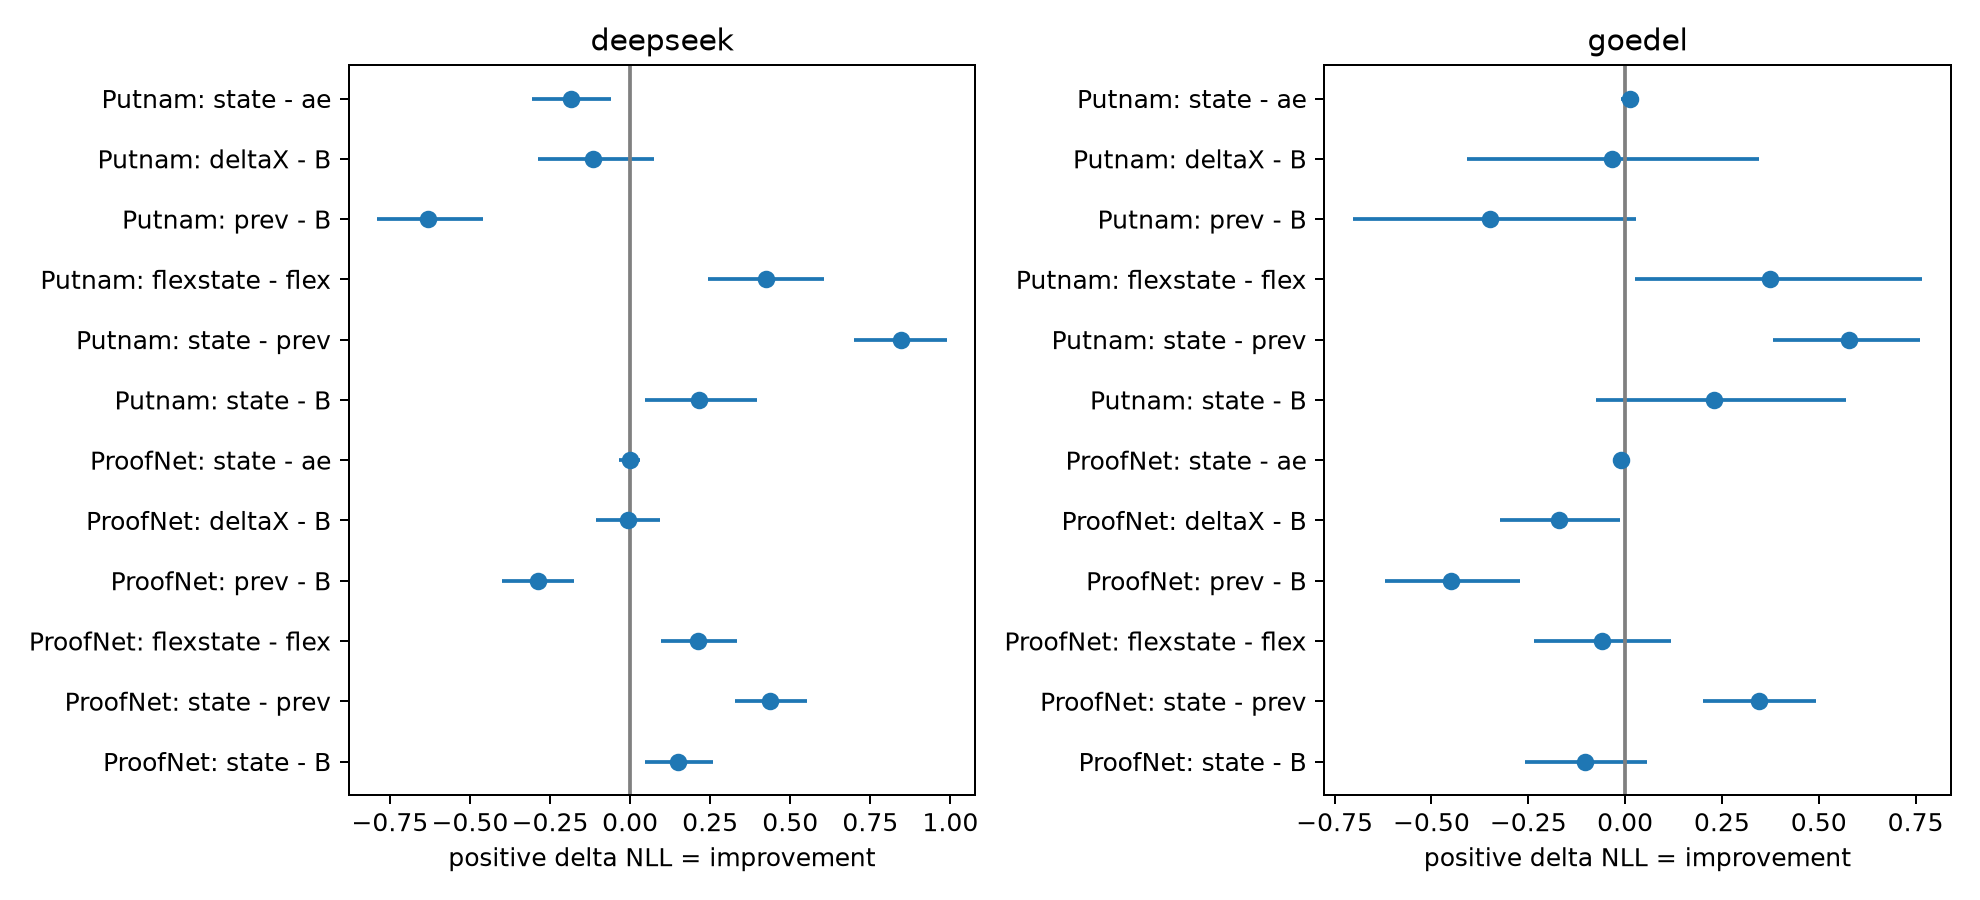 deepseek
Putnam: state - ae
Putnam: deltaX - B
Putnam: prev - B
Putnam: flexstate - flex
Putnam: state - prev
Putnam: state - B
ProofNet: state - ae
ProofNet: deltaX - B
ProofNet: prev - B
ProofNet: flexstate - flex
ProofNet: state - prev
ProofNet: state - B
−0.75 −0.50 −0.25 0.00 0.25 0.50 0.75 1.00
positive delta NLL = improvement
goedel
Putnam: state - ae
Putnam: deltaX - B
Putnam: prev - B
Putnam: flexstate - flex
Putnam: state - prev
Putnam: state - B
ProofNet: state - ae
ProofNet: deltaX - B
ProofNet: prev - B
ProofNet: flexstate - flex
ProofNet: state - prev
ProofNet: state - B
−0.75 −0.50 −0.25 0.00 0.25 0.50 0.75
positive delta NLL = improvement